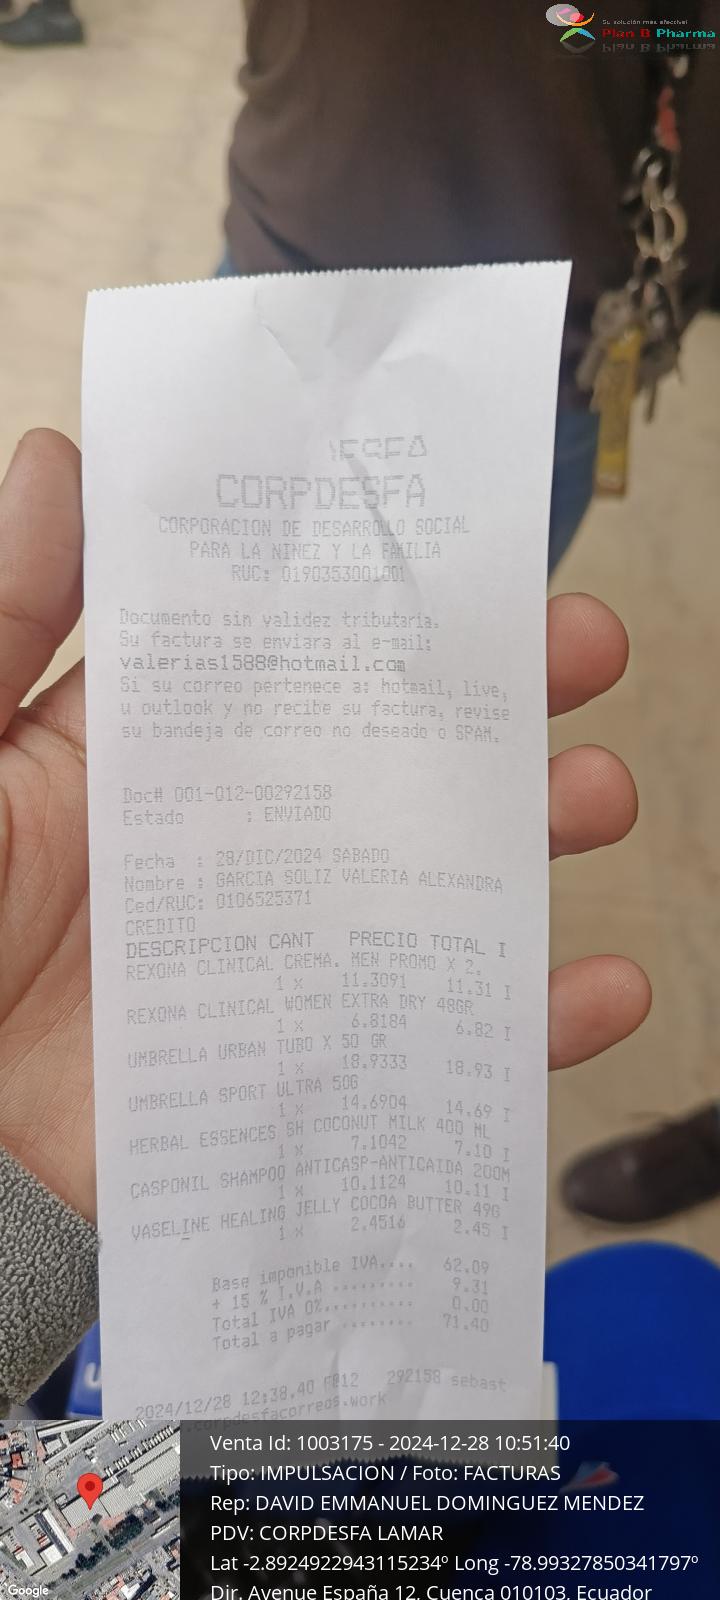 Su solución más efectiva!
Plan B Pharma
CORPDESFA
CORPORACION DE DESARROLLO SOCIAL
PARA LA NINEZ Y LA FAMILIA
RUC: 0190353001001
Documento sin validez tributaria.
Su factura se enviara al e-mail:
valerias1588@hotmail.com
Si su correo pertenece a: hotmail, live,
u outlook y no recibe su factura, revise
su bandeja de correo no deseado o SPAM.
Doc# 001-012-00292158
Estado : ENVIADO
Fecha : 28/DIC/2024 SABADO
Nombre : GARCIA SOLIZ VALERIA ALEXANDRA
Ced/RUC: 0106525371
CREDITO
DESCRIPCION CANT PRECIO TOTAL I
REXONA CLINICAL CREMA. MEN PROMO X 2.
1 x 11.3091 11.31 I
REXONA CLINICAL WOMEN EXTRA DRY 48GR
1 x 6.8184 6.82 I
UMBRELLA URBAN TUBO X 50 GR
1 x 18.9333 18.93 I
UMBRELLA SPORT ULTRA 50G
1 x 14.6904 14.69 I
HERBAL ESSENCES SH COCONUT MILK 400 ML
1 x 7.1042 7.10 I
CASPONIL SHAMPOO ANTICASP-ANTICAIDA 200M
1 x 10.1124 10.11 I
VASELINE HEALING JELLY COCOA BUTTER 49G
1 x 2.4516 2.45 I
Base imponible IVA.... 62.09
+ 15 % I.V.A ......... 9.31
Total IVA 0%.......... 0.00
Total a pagar ........ 71.40
2024/12/28 12:38.40 F@12 292158 sebast
.corpdesfacorreos.work
Venta Id: 1003175 - 2024-12-28 10:51:40
Tipo: IMPULSACION / Foto: FACTURAS
Rep: DAVID EMMANUEL DOMINGUEZ MENDEZ
PDV: CORPDESFA LAMAR
Lat -2.8924922943115234º Long -78.99327850341797º
Dir. Avenue España 12, Cuenca 010103, Ecuador
Google